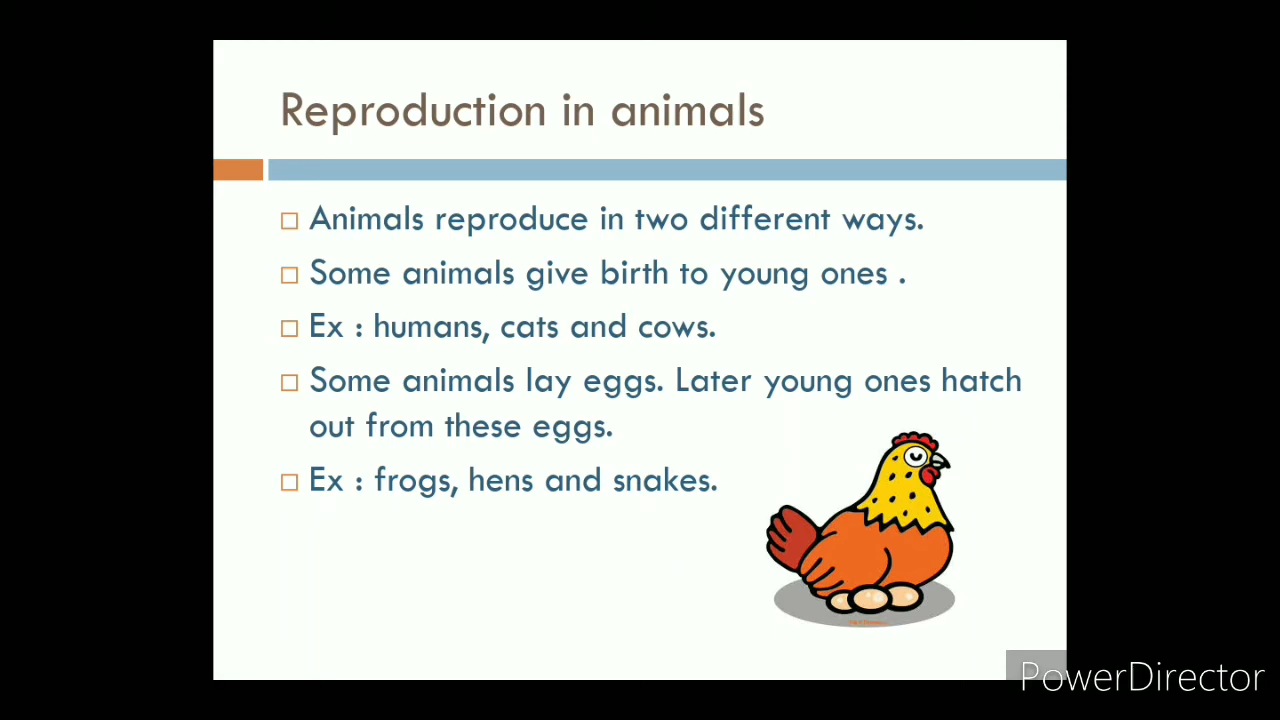 Reproduction in animals
Animals reproduce in two different ways.
Some animals give birth to young ones .
Ex : humans, cats and cows.
Some animals lay eggs. Later young ones hatch
out from these eggs.
Ex : frogs, hens and snakes.
PowerDirector